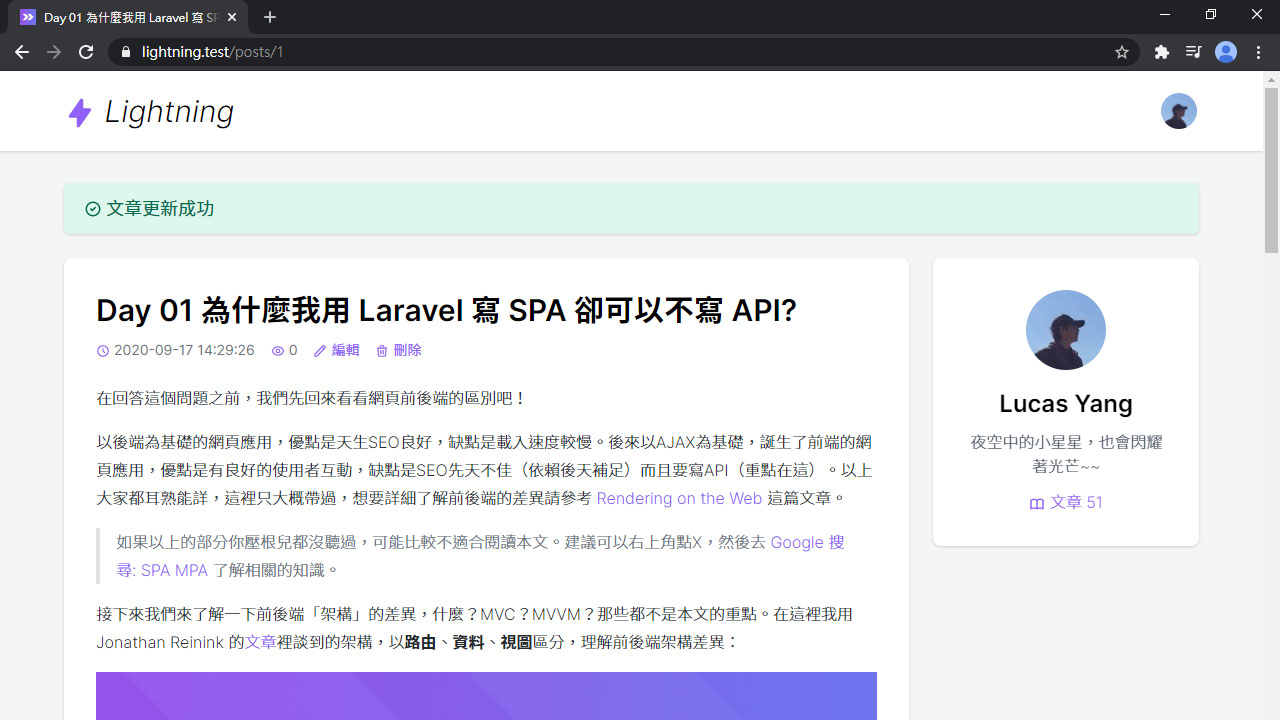 Day 01 為什麼我用 Laravel 寫 SP
lightning.test/posts/1
Lightning
文章更新成功
Day 01 為什麼我用 Laravel 寫 SPA 卻可以不寫 API?
2020-09-17 14:29:26 0 編輯 刪除
在回答這個問題之前，我們先回來看看網頁前後端的區別吧！
以後端為基礎的網頁應用，優點是天生SEO良好，缺點是載入速度較慢。後來以AJAX為基礎，誕生了前端的網
頁應用，優點是有良好的使用者互動，缺點是SEO先天不佳（依賴後天補足）而且要寫API（重點在這）。以上
大家都耳熟能詳，這裡只大概帶過，想要詳細了解前後端的差異請參考 Rendering on the Web 這篇文章。
如果以上的部分你壓根兒都沒聽過，可能比較不適合閱讀本文。建議可以右上角點X，然後去 Google 搜
尋: SPA MPA 了解相關的知識。
接下來我們來了解一下前後端「架構」的差異，什麼？MVC？MVVM？那些都不是本文的重點。在這裡我用
Jonathan Reinink 的文章裡談到的架構，以路由、資料、視圖區分，理解前後端架構差異：
Lucas Yang
夜空中的小星星，也會閃耀
著光芒~~
文章 51